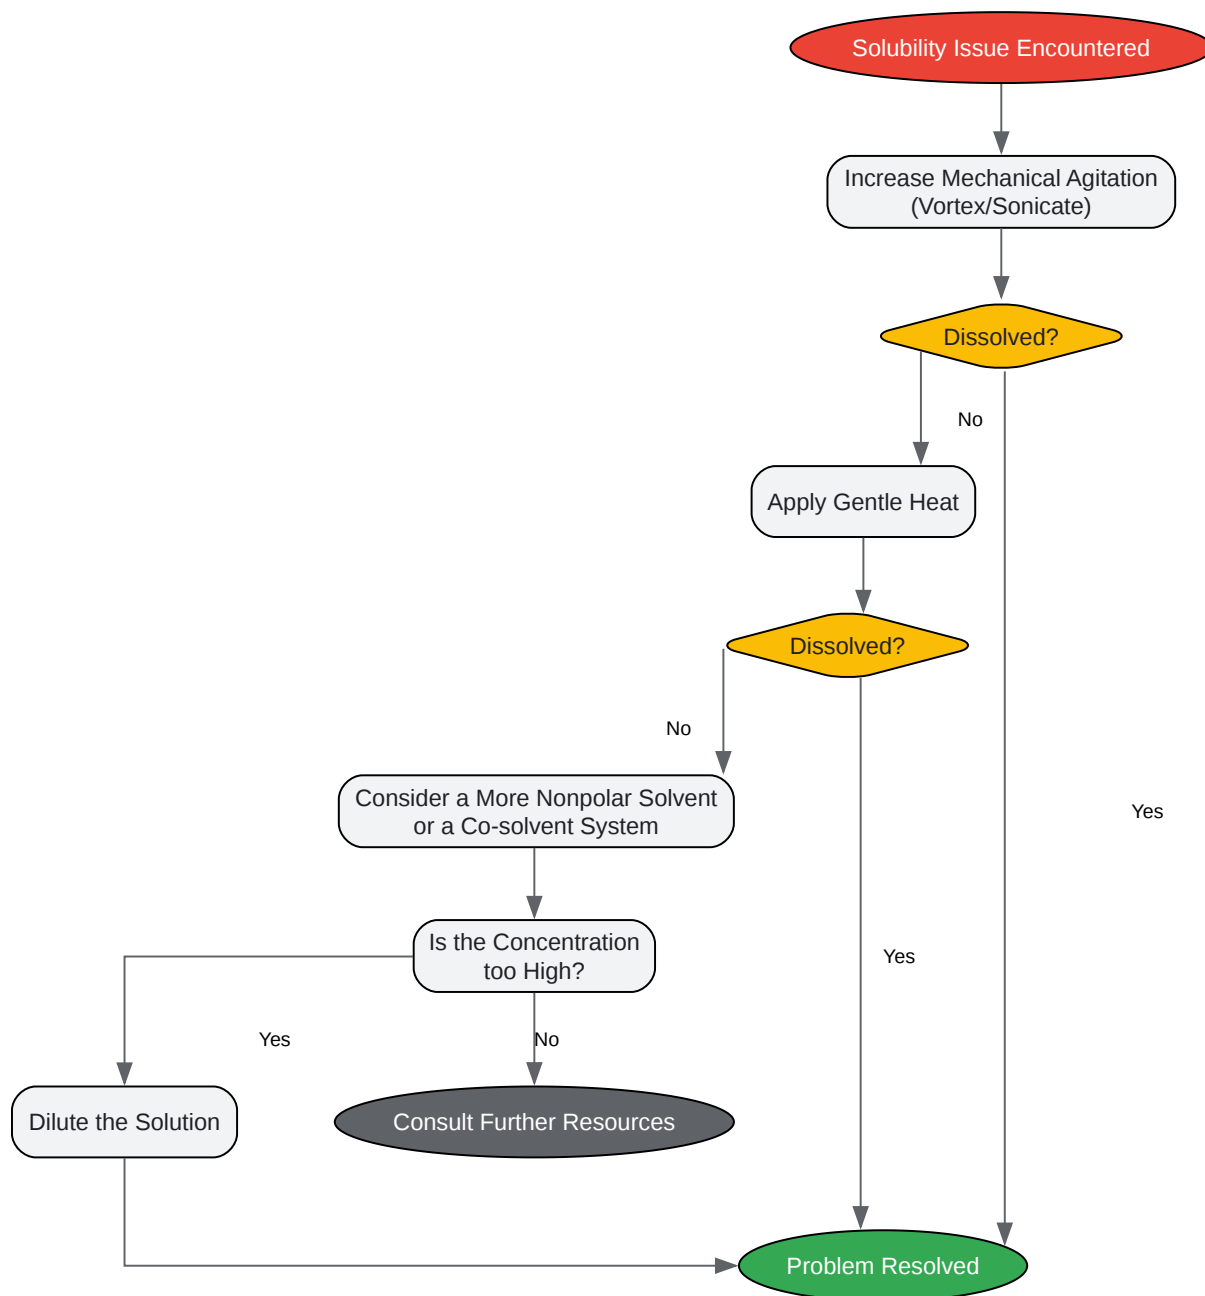 Solubility Issue Encountered
Increase Mechanical Agitation
(Vortex/Sonicate)
Dissolved?
No
Apply Gentle Heat
Dissolved?
No
Consider a More Nonpolar Solvent
or a Co-solvent System
Yes
Is the Concentration
too High?
Yes
Yes
No
Dilute the Solution
Consult Further Resources
Problem Resolved